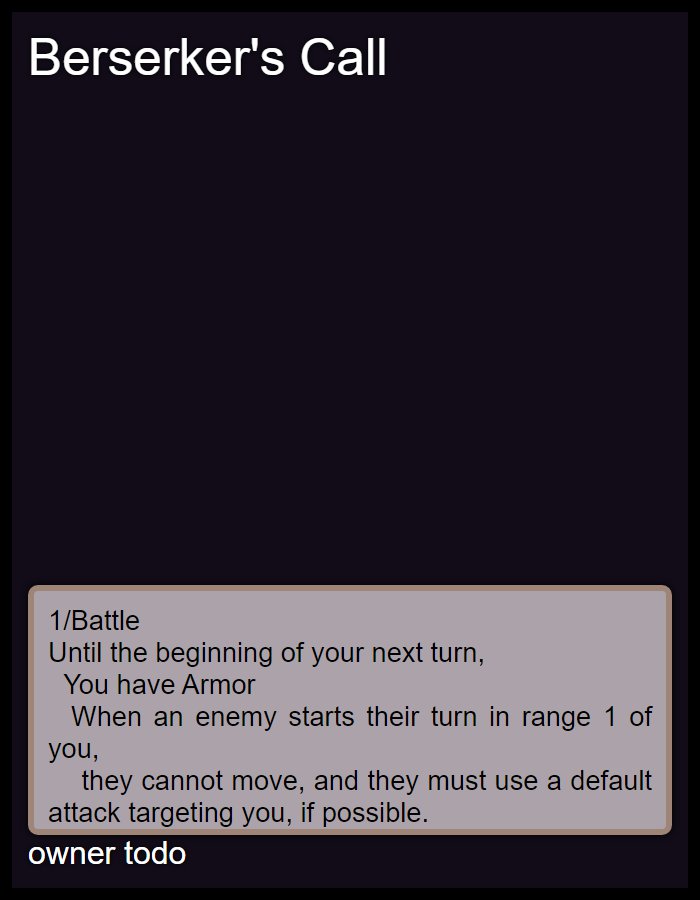 Berserker's Call
1/Battle
Until the beginning of your next turn,
You have Armor
When an enemy starts their turn in range 1 of
you,
they cannot move, and they must use a default
attack targeting you, if possible.
owner todo